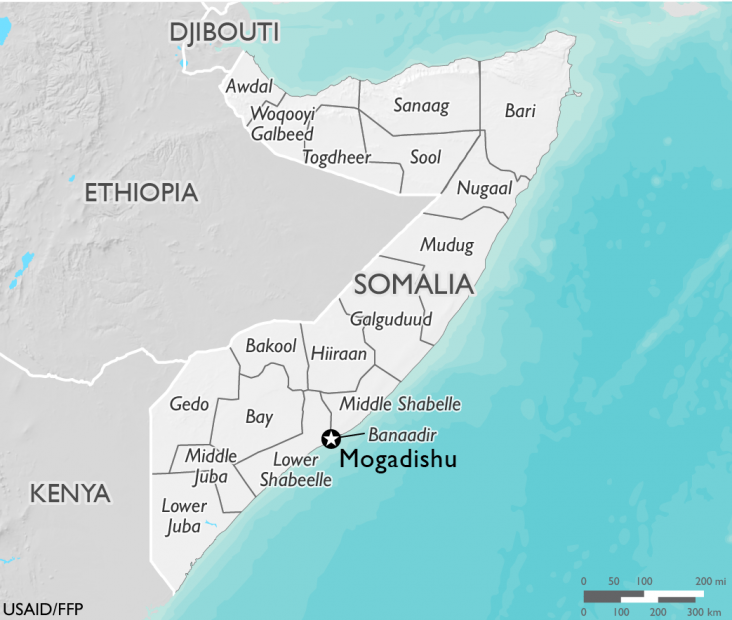 DJIBOUTI
Awdal
Woqooyi
Galbeed
Sanaag
Bari
Togdheer
Sool
ETHIOPIA
Nugaal
Mudug
SOMALIA
Galguduud
Bakool
Hiiraan
Gedo
Bay
Middle Shabelle
Banaadir
Mogadishu
Middle
Juba
Lower
Shabeelle
KENYA
Lower
Juba
0 50 100 200 mi
0 100 200 300 km
USAID/FFP